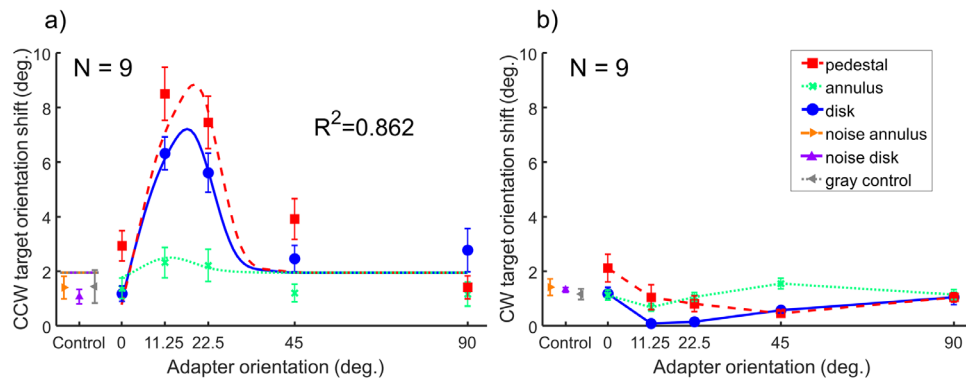 a)
b)
N = 9
R²=0.862
CCW target orientation shift (deg.)
10
8
6
4
2
0
Control 0 11.25 22.5 45 90
Adapter orientation (deg.)
N = 9
pedestal
annulus
disk
noise annulus
noise disk
gray control
CW target orientation shift (deg.)
10
8
6
4
2
0
Control 0 11.25 22.5 45 90
Adapter orientation (deg.)